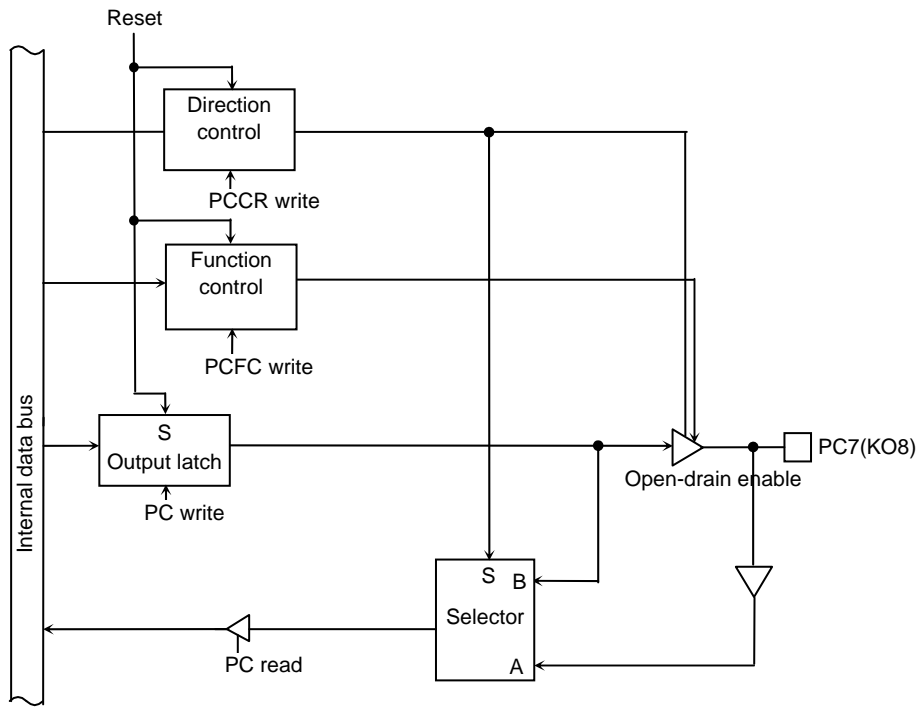 Reset
Direction
control
PCCR write
Function
control
PCFC write
Internal data bus
S
Output latch
PC write
PC7(KO8)
Open-drain enable
S
B
Selector
A
PC read